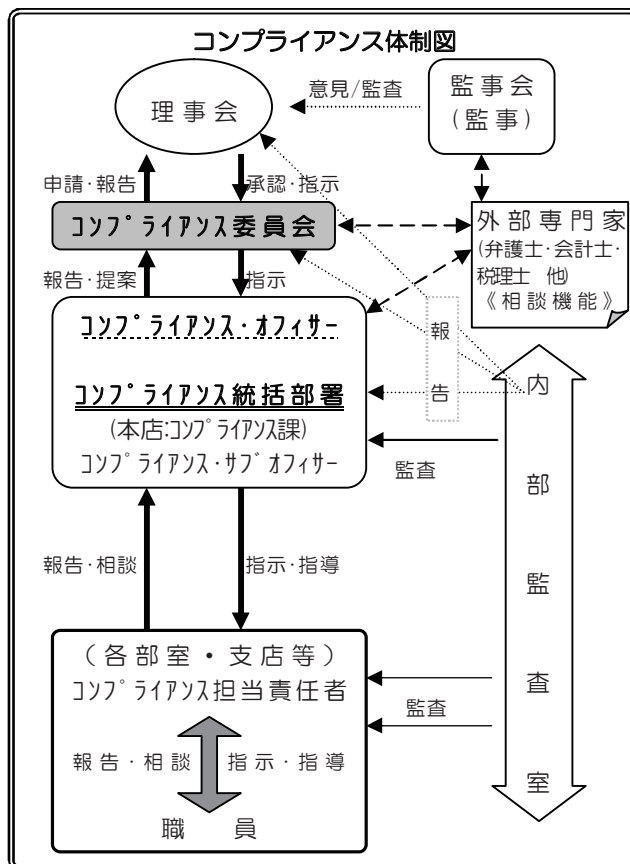 コンプライアンス体制図
理事会
意見/監査
監事会
(監事)
申請・報告
承認・指示
ｺﾝﾌﾟﾗｲｱﾝｽ委員会
外部専門家
(弁護士・会計士・
税理士 他)
《相談機能》
報告・提案
指示
ｺﾝﾌﾟﾗｲｱﾝｽ・ｵﾌｨｻｰ
報告
ｺﾝﾌﾟﾗｲｱﾝｽ統括部署
(本店:ｺﾝﾌﾟﾗｲｱﾝｽ課)
ｺﾝﾌﾟﾗｲｱﾝｽ・ｻﾌﾞｵﾌｨｻｰ
監査
内部監査室
報告・相談
指示・指導
(各部室・支店等)
ｺﾝﾌﾟﾗｲｱﾝｽ担当責任者
監査
報告・相談
指示・指導
職員